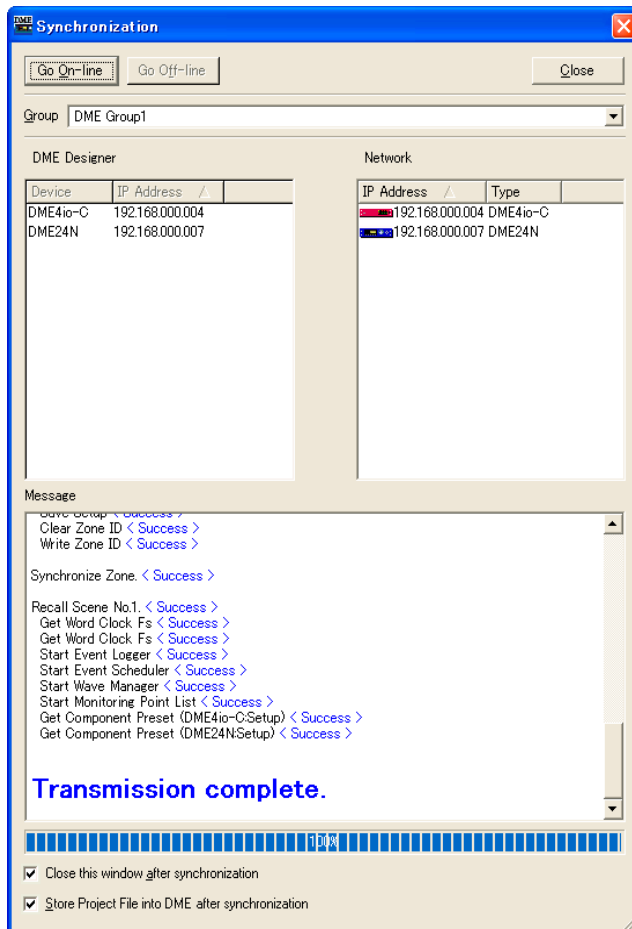 DME
Synchronization
Go On-line Go Off-line Close
Group DME Group1
DME Designer Network
Device IP Address IP Address Type
DME4io-C 192.168.000.004 192.168.000.004 DME4io-C
DME24N 192.168.000.007 192.168.000.007 DME24N
Message
Save Setup < Success >
Clear Zone ID < Success >
Write Zone ID < Success >
Synchronize Zone. < Success >
Recall Scene No.1. < Success >
Get Word Clock Fs < Success >
Get Word Clock Fs < Success >
Start Event Logger < Success >
Start Event Scheduler < Success >
Start Wave Manager < Success >
Start Monitoring Point List < Success >
Get Component Preset (DME4io-C:Setup) < Success >
Get Component Preset (DME24N:Setup) < Success >
Transmission complete.
100%
Close this window after synchronization
Store Project File into DME after synchronization